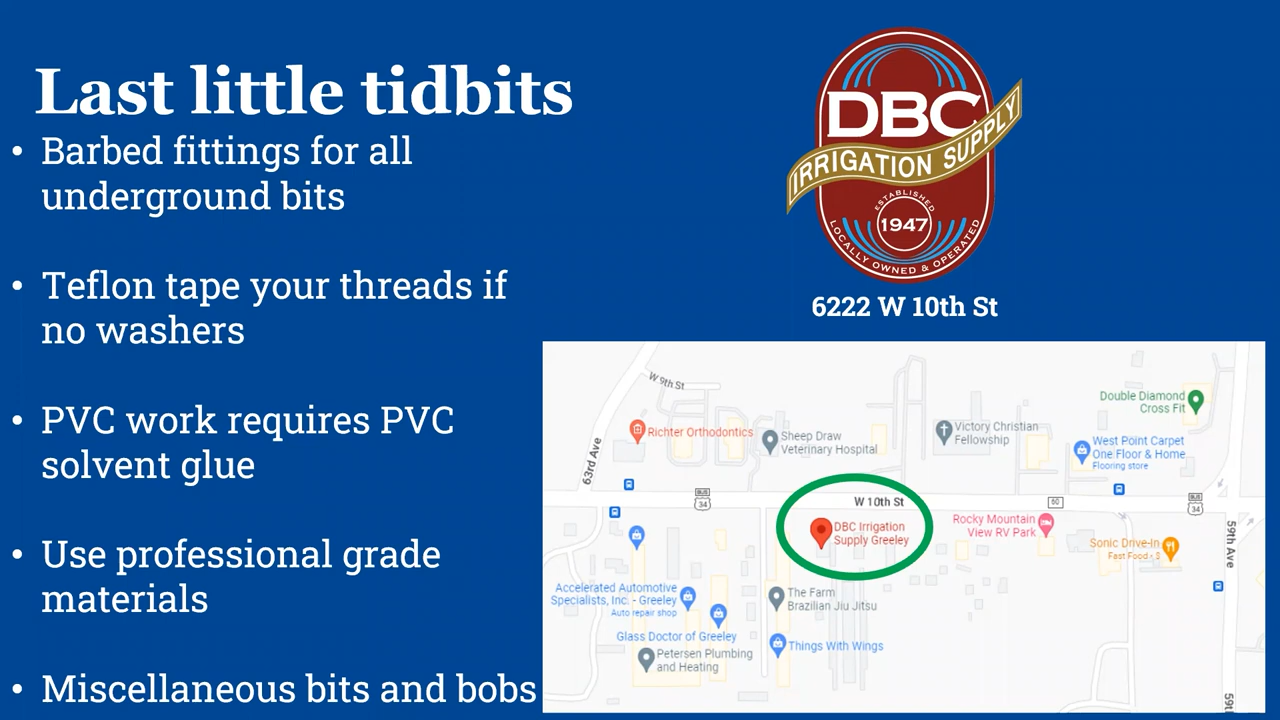 Last little tidbits
• Barbed fittings for all
underground bits
• Teflon tape your threads if
no washers
• PVC work requires PVC
solvent glue
• Use professional grade
materials
• Miscellaneous bits and bobs
DBC
IRRIGATION SUPPLY
ESTABLISHED
1947
LOCALLY OWNED & OPERATED
6222 W 10th St
W 9th St
63rd Ave
Richter Orthodontics
Sheep Draw
Veterinary Hospital
Victory Christian
Fellowship
Double Diamond
Cross Fit
West Point Carpet
One Floor & Home
Flooring store
BUS
34
W 10th St
60
BUS
34
DBC Irrigation
Supply Greeley
Rocky Mountain
View RV Park
Sonic Drive-In
Fast Food • $
59th Ave
Accelerated Automotive
Specialists, Inc. - Greeley
Auto repair shop
The Farm
Brazilian Jiu Jitsu
Glass Doctor of Greeley
Things With Wings
Petersen Plumbing
and Heating
59th